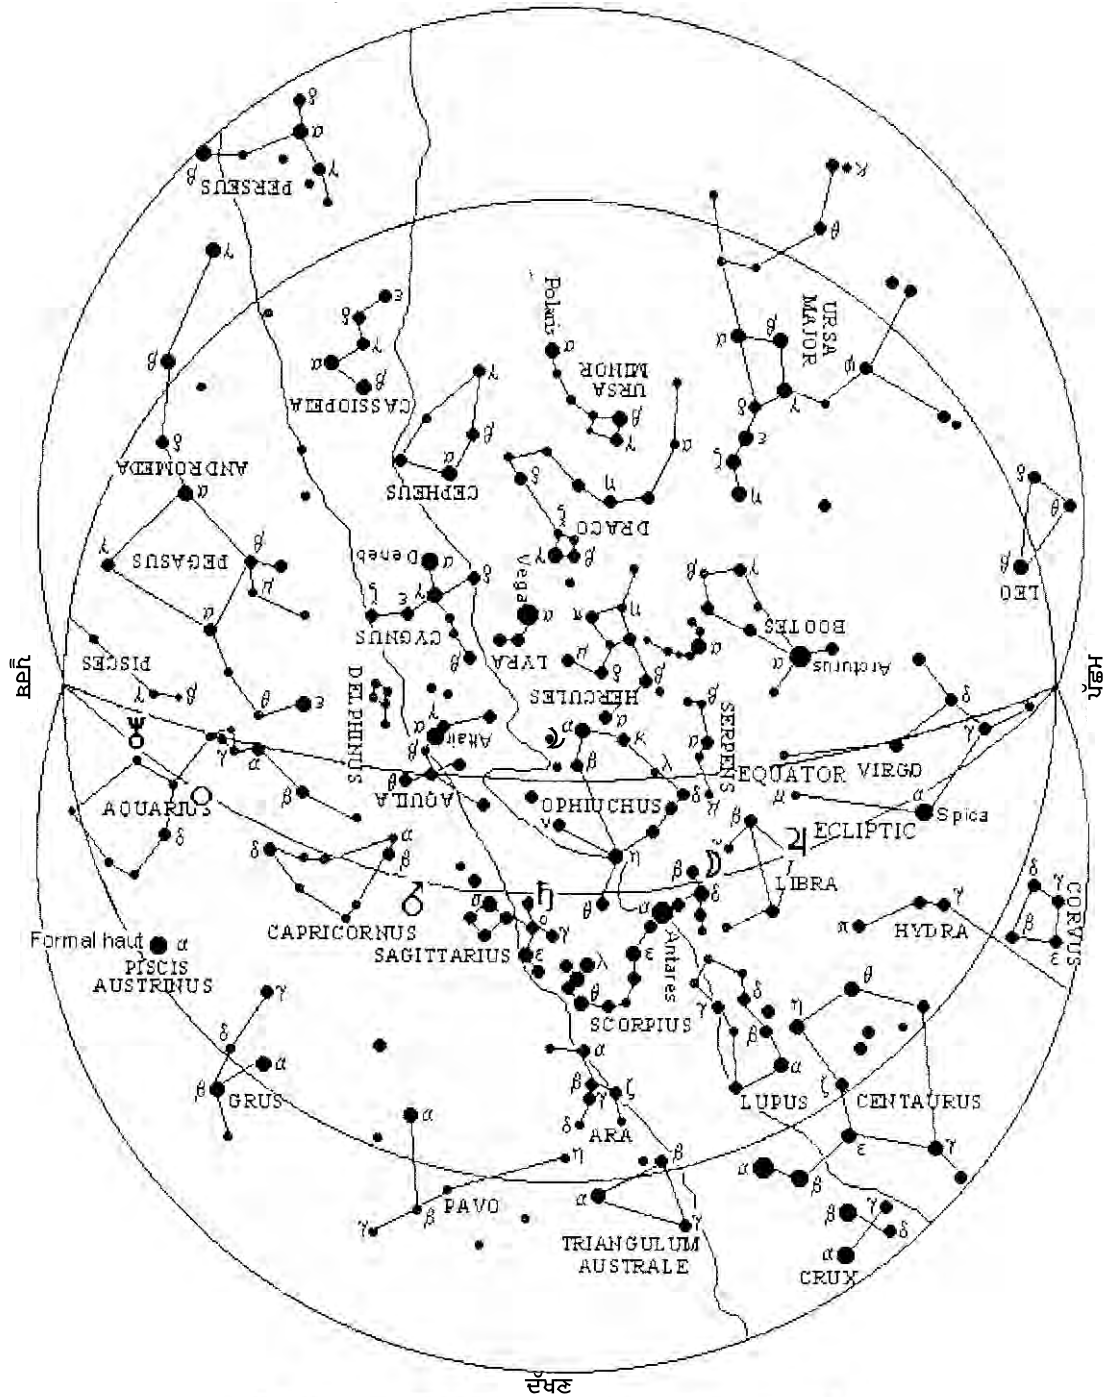 δ
α
γ
β
PERSEUS
κ
θ
γ
URSA MAJOR
β
α
φ
γ
δ
ε
ζ
η
Polaris
α
URSA MINOR
β
γ
ε
δ
γ
α
β
CASSIOPEIA
γ
β
α
CEPHEUS
β
δ
ANDROMEDA
α
α
η
DRACO
δ
ξ
γ
β
δ
θ
β
LEO
γ
PEGASUS
β
μ
α
θ
ε
Deneb
α
γ
δ
ε
ζ
β
CYGNUS
Vega
α
LYRA
π
η
μ
δ
β
α
HERCULES
α
β
γ
BOOTES
α
Arcturus
PISCES
γ
β
ਪੂਰਬ
ਪੱਛਮ
DELPHINUS
γ
Altair
α
β
θ
AQUILA
α
κ
β
λ
δ
OPHIUCHUS
ν
η
θ
β
α
μ
SERPENS
EQUATOR
VIRGO
δ
γ
μ
α
Spica
ECLIPTIC
β
LIBRA
α
β
AQUARIUS
δ
δ
α
β
CAPRICORNUS
σ
δ
γ
ε
SAGITTARIUS
β
δ
α
Antares
ε
λ
θ
SCORPIUS
π
γ
HYDRA
δ
γ
β
ε
CORVUS
Formal haut
α
PISCIS
AUSTRINUS
γ
δ
α
β
GRUS
α
β
γ
ζ
δ
ARA
δ
γ
β
α
LUPUS
θ
η
ζ
CENTAURUS
ε
γ
α
β
α
η
PAVO
β
γ
β
α
γ
TRIANGULUM
AUSTRALE
γ
β
δ
α
CRUX
ਦੱਖਣ